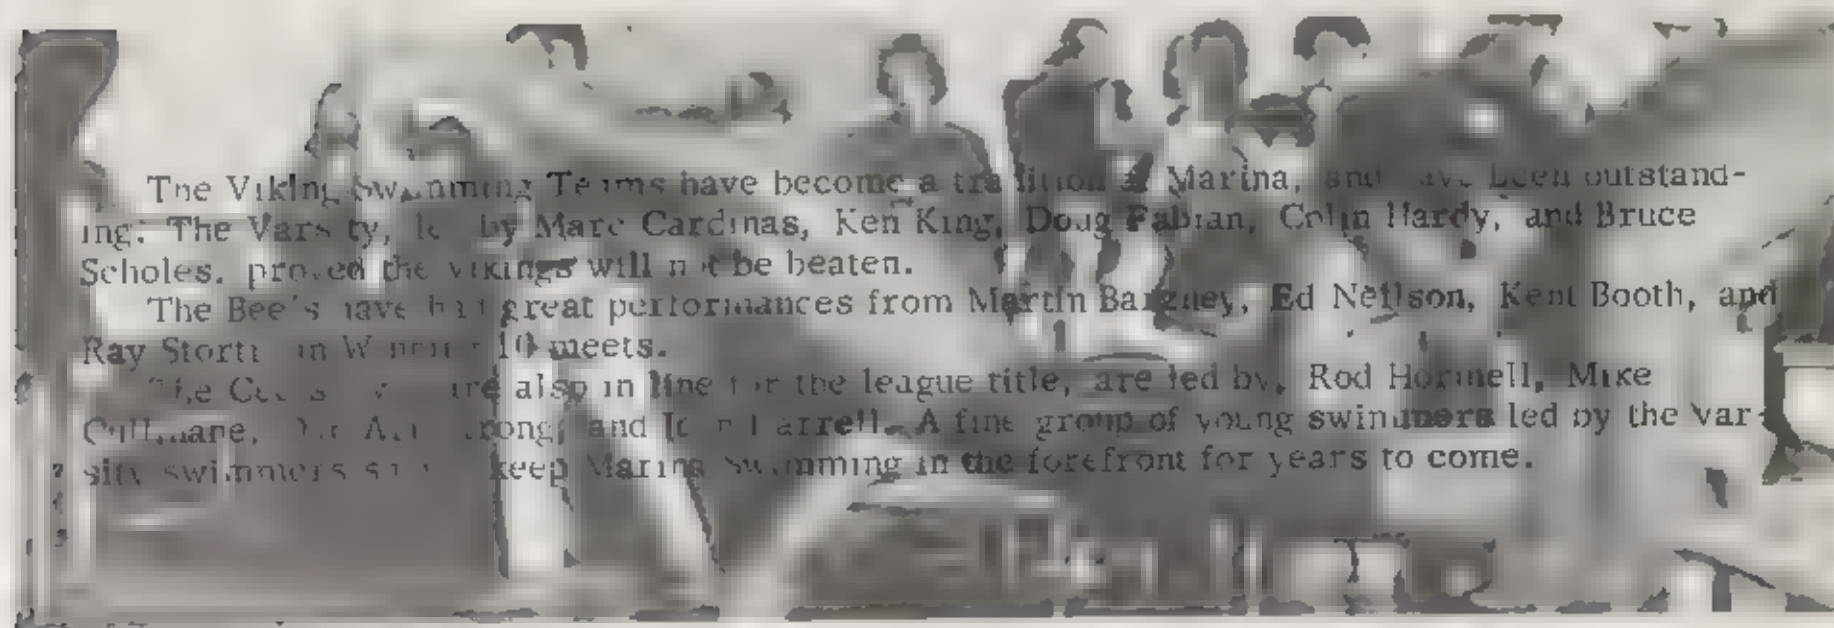 The Viking Swimming Teams have become a tradition at Marina, and have been outstand-
ing. The Varsity, led by Marc Cardinas, Ken King, Doug Fabian, Colin Hardy, and Bruce
Scholes, proved the vikings will not be beaten.
The Bee's have had great performances from Martin Ed Neilson, Kent Booth, and
Ray Storti in 10 meets.
The also in line for the league title, are led by, Rod Mike
and Farrell. A fine group of young swimmers led by the Var-
sity swimmers keep Marina Swimming in the forefront for years to come.